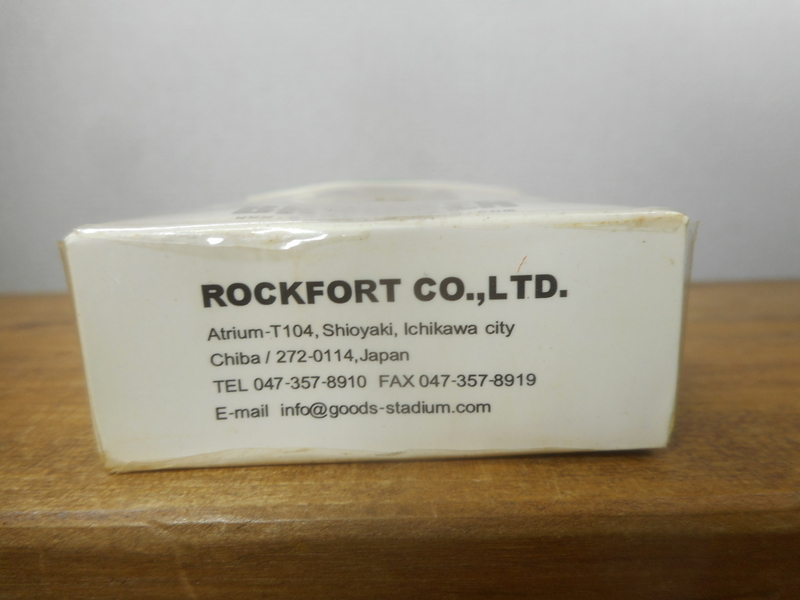 ROCKFORT CO.,LTD.
Atrium-T104, Shioyaki, Ichikawa city
Chiba / 272-0114,Japan
TEL 047-357-8910 FAX 047-357-8919
E-mail info@goods-stadium.com